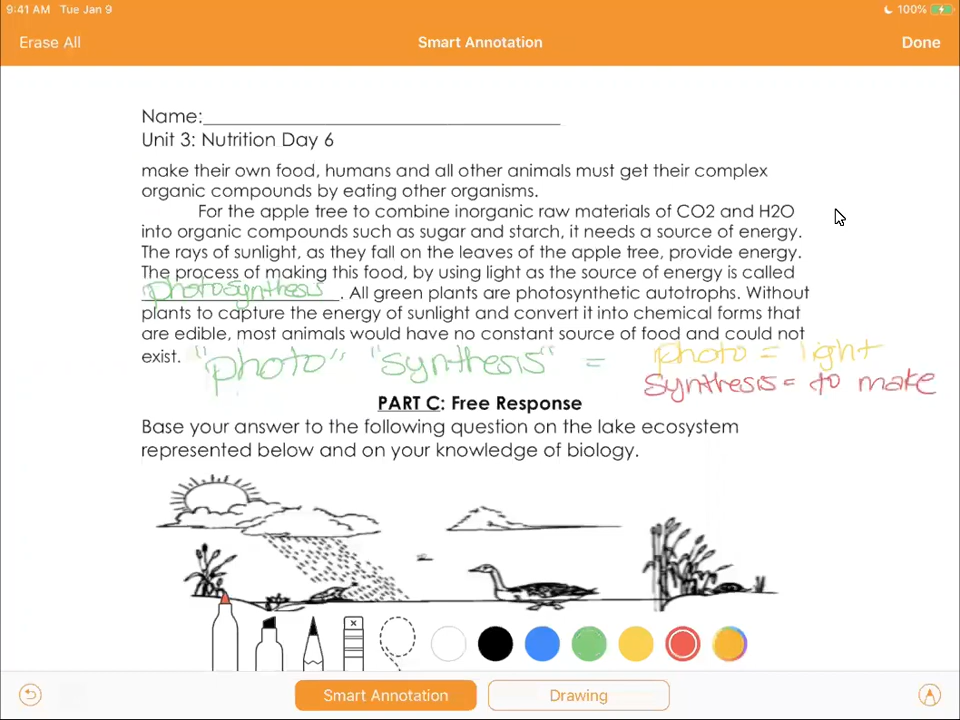 9:41 AM Tue Jan 9
100%
Erase All
Smart Annotation
Done
Name:
Unit 3: Nutrition Day 6
make their own food, humans and all other animals must get their complex
organic compounds by eating other organisms.
For the apple tree to combine inorganic raw materials of CO2 and H2O
into organic compounds such as sugar and starch, it needs a source of energy.
The rays of sunlight, as they fall on the leaves of the apple tree, provide energy.
The process of making this food, by using light as the source of energy is called
photosynthesis. All green plants are photosynthetic autotrophs. Without
plants to capture the energy of sunlight and convert it into chemical forms that
are edible, most animals would have no constant source of food and could not
exist.
"photo" "synthesis" = photo = light
synthesis = to make
PART C: Free Response
Base your answer to the following question on the lake ecosystem
represented below and on your knowledge of biology.
Smart Annotation
Drawing